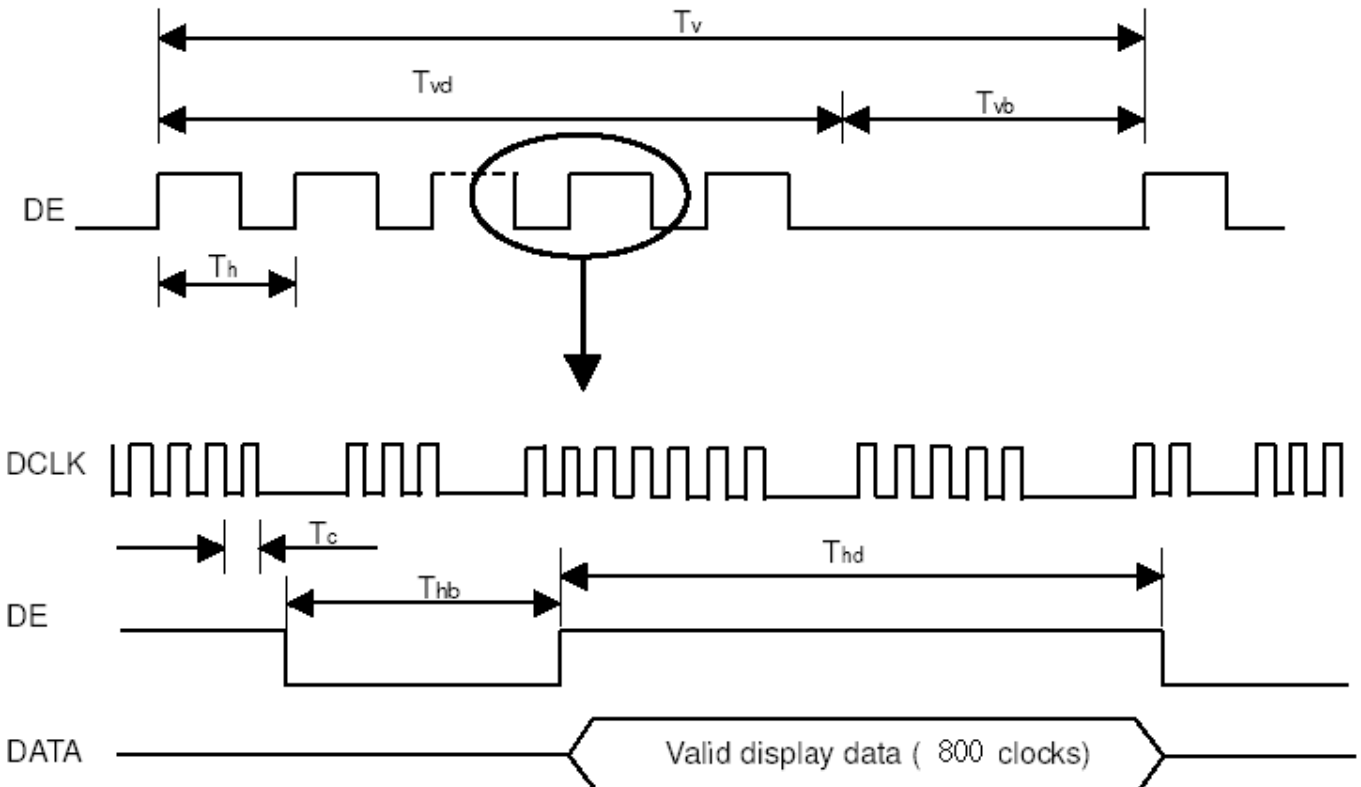 Tv
Tvd
Tvb
DE
Th
DCLK
Tc
Thd
Thb
DE
DATA
Valid display data ( 800 clocks)